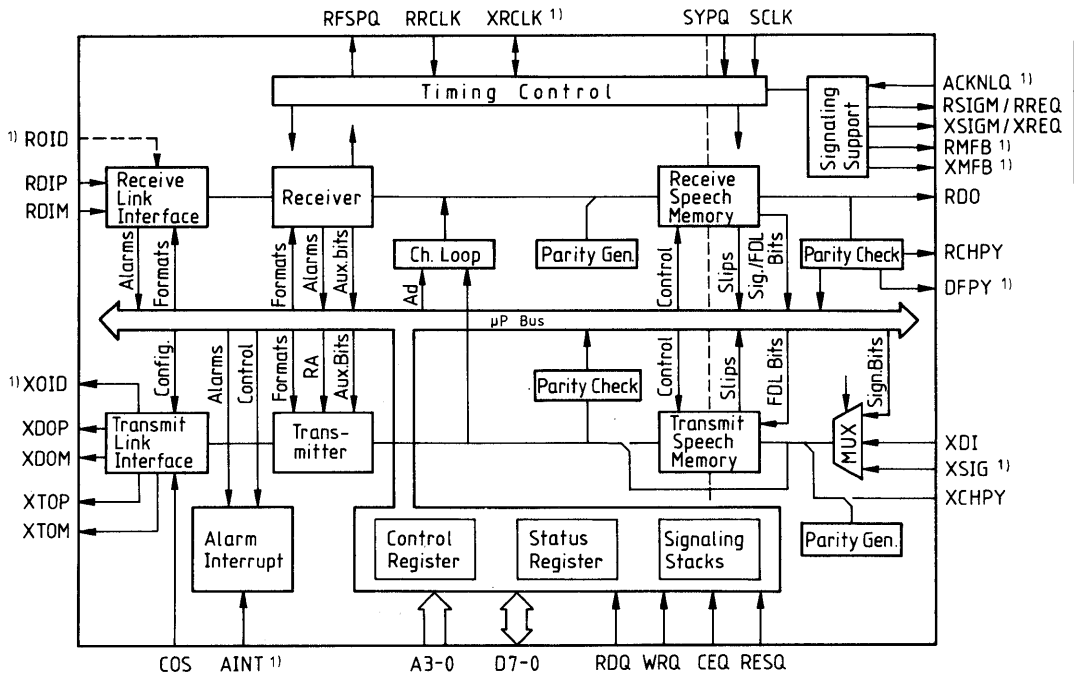 RFSPQ RRCLK XRCLK 1) SYPQ SCLK
Timing Control
Signaling
Support
ACKNLQ 1)
RSIGM/RREQ
XSIGM/XREQ
RMFB 1)
XMFB 1)
1) ROID
RDIP
RDIM
Receive
Link
Interface
Receiver
Receive
Speech
Memory
RDO
Alarms
Formats
Formats
Alarms
Aux.bits
Ch. Loop
Ad
Parity Gen.
Control
Slips
Sig./FDL
Bits
Parity Check
RCHPY
DFPY 1)
µP Bus
Config.
Alarms
Control
Formats
RA
Aux.Bits
Parity Check
Control
Slips
FDL Bits
Sign.Bits
1) XOID
XDOP
XDOM
XTOP
XTOM
Transmit
Link
Interface
Trans-
mitter
Transmit
Speech
Memory
MUX
XDI
XSIG 1)
XCHPY
Parity Gen.
Alarm
Interrupt
Control
Register
Status
Register
Signaling
Stacks
COS AINT 1) A3-0 D7-0 RDQ WRQ CEQ RESQ